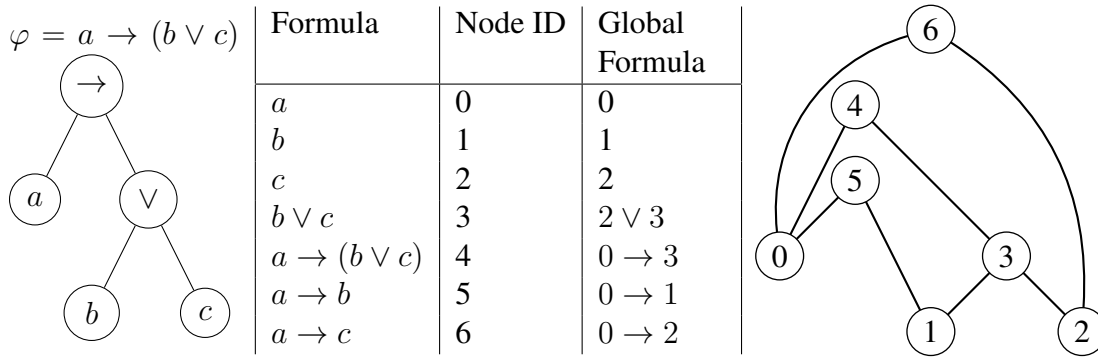 φ = a → (b ∨ c)
→
a ∨
b c
Formula Node ID Global Formula
a 0 0
b 1 1
c 2 2
b ∨ c 3 2 ∨ 3
a → (b ∨ c) 4 0 → 3
a → b 5 0 → 1
a → c 6 0 → 2
6
4
5
0 3
1 2